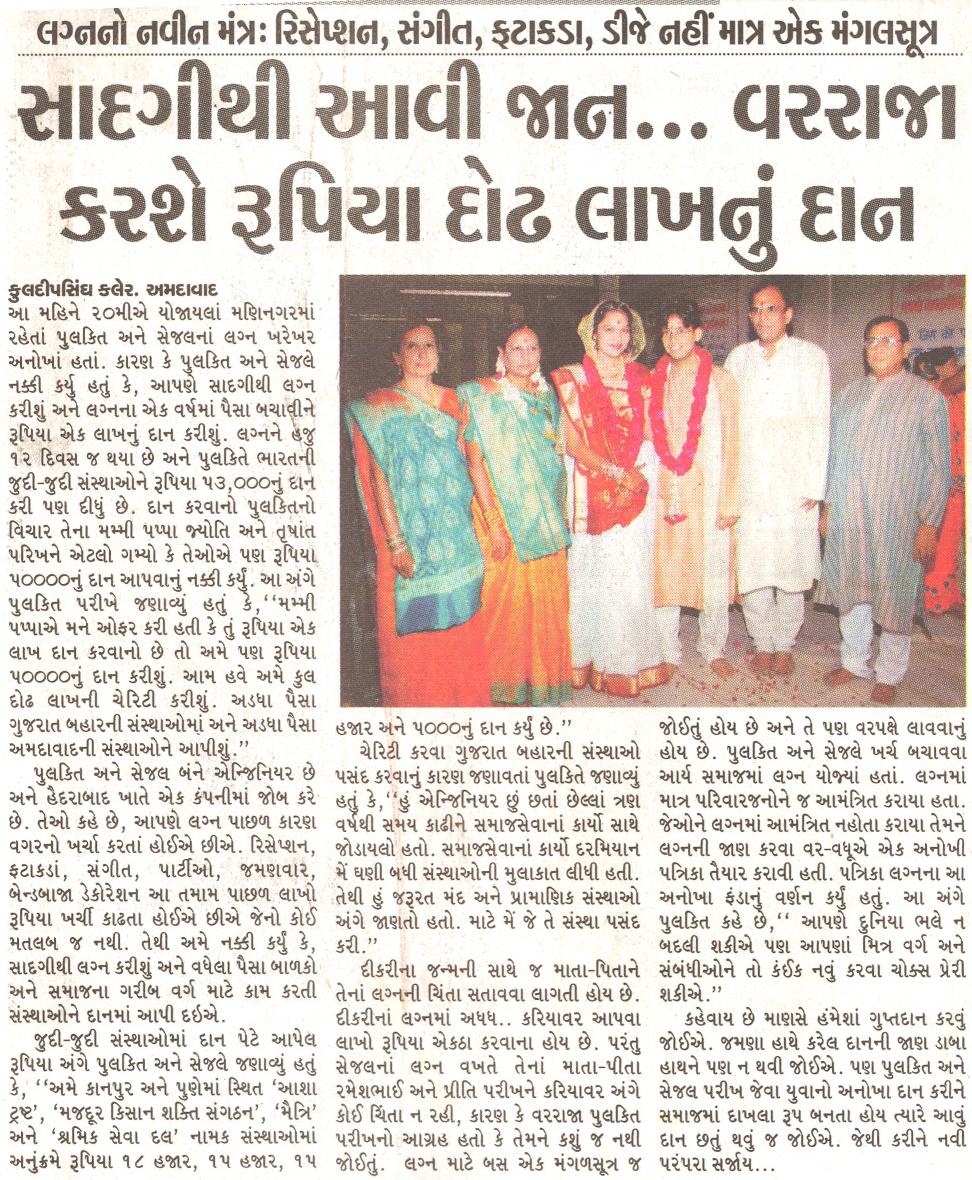 લગ્નનો નવીન મંત્ર: રિસેપ્શન, સંગીત, ફટાકડા, ડીજે નહીં માત્ર એક મંગલસૂત્ર
સાદગીથી આવી જાન... વરરાજા
કરશે રૂપિયા દોઢ લાખનું દાન
કુલદીપસિંઘ કલેર. અમદાવાદ
આ મહિને ૨૦મીએ યોજાયલાં મણિનગરમાં
રહેતાં પુલકિત અને સેજલનાં લગ્ન ખરેખર
અનોખાં હતાં. કારણ કે પુલકિત અને સેજલે
નક્કી કર્યુ હતું કે, આપણે સાદગીથી લગ્ન
કરીશું અને લગ્નના એક વર્ષમાં પૈસા બચાવીને
રૂપિયા એક લાખનું દાન કરીશું. લગ્નને હજુ
૧૨ દિવસ જ થયા છે અને પુલકિતે ભારતની
જુદી-જુદી સંસ્થાઓને રૂપિયા ૫૩,૦૦૦નું દાન
કરી પણ દીધું છે. દાન કરવાનો પુલકિતનો
વિચાર તેના મમ્મી પપ્પા જ્યોતિ અને તૃષાંત
પરિખને એટલો ગમ્યો કે તેઓએ પણ રૂપિયા
૫૦૦૦૦નું દાન આપવાનું નક્કી કર્યું. આ અંગે
પુલકિત પરીખે જણાવ્યું હતું કે,‘‘મમ્મી
પપ્પાએ મને ઓફર કરી હતી કે તું રૂપિયા એક
લાખ દાન કરવાનો છે તો અમે પણ રૂપિયા
૫૦૦૦૦નું દાન કરીશું. આમ હવે અમે કુલ
દોઢ લાખની ચેરિટી કરીશું. અડધા પૈસા
ગુજરાત બહારની સંસ્થાઓમાં અને અડધા પૈસા
અમદાવાદની સંસ્થાઓને આપીશું.’’
પુલકિત અને સેજલ બંને એન્જિનિયર છે
અને હૈદરાબાદ ખાતે એક કંપનીમાં જોબ કરે
છે. તેઓ કહે છે, આપણે લગ્ન પાછળ કારણ
વગરનો ખર્ચા કરતાં હોઈએ છીએ. રિસેપ્શન,
ફટાકડાં, સંગીત, પાર્ટીઓ, જમણવાર,
બેન્ડબાજા ડેકોરેશન આ તમામ પાછળ લાખો
રૂપિયા ખર્ચી કાઢતા હોઈએ છીએ જેનો કોઈ
મતલબ જ નથી. તેથી અમે નક્કી કર્યું કે,
સાદગીથી લગ્ન કરીશું અને વધેલા પૈસા બાળકો
અને સમાજના ગરીબ વર્ગ માટે કામ કરતી
સંસ્થાઓને દાનમાં આપી દઇએ.
જુદી-જુદી સંસ્થાઓમાં દાન પેટે આપેલ
રૂપિયા અંગે પુલકિત અને સેજલે જણાવ્યું હતું
કે, ‘‘અમે કાનપુર અને પુણેમાં સ્થિત ‘આશા
ટ્રષ્ટ’, ‘મજદૂર કિસાન શક્તિ સંગઠન’, ‘મૈત્રિ’
અને ‘શ્રમિક સેવા દલ’ નામક સંસ્થાઓમાં
અનુંક્રમે રૂપિયા ૧૮ હજાર, ૧૫ હજાર, ૧૫
હજાર અને ૫૦૦૦નું દાન કર્યું છે.’’
ચેરિટી કરવા ગુજરાત બહારની સંસ્થાઓ
પસંદ કરવાનું કારણ જણાવતાં પુલકિતે જણાવ્યું
હતું કે,‘‘હું એન્જિનિયર છું છતાં છેલ્લાં ત્રણ
વર્ષથી સમય કાઢીને સમાજસેવાનાં કાર્યો સાથે
જોડાયલો હતો. સમાજસેવાનાં કાર્યો દરમિયાન
મેં ઘણી બધી સંસ્થાઓની મુલાકાત લીધી હતી.
તેથી હું જરૂરત મંદ અને પ્રામાણિક સંસ્થાઓ
અંગે જાણતો હતો. માટે મેં જે તે સંસ્થા પસંદ
કરી.’’
દીકરીના જન્મની સાથે જ માતા-પિતાને
તેનાં લગ્નની ચિંતા સતાવવા લાગતી હોય છે.
દીકરીનાં લગ્નમાં અધધ.. કરિયાવર આપવા
લાખો રૂપિયા એકઠા કરવાના હોય છે. પરંતુ
સેજલનાં લગ્ન વખતે તેનાં માતા-પીતા
રમેશભાઈ અને પ્રીતિ પરીખને કરિયાવર અંગે
કોઈ ચિંતા ન રહી, કારણ કે વરરાજા પુલકિત
પરીખનો આગ્રહ હતો કે તેમને કશું જ નથી
જોઈતું. લગ્ન માટે બસ એક મંગળસૂત્ર જ
જોઈતું હોય છે અને તે પણ વરપક્ષે લાવવાનું
હોય છે. પુલકિત અને સેજલે ખર્ચ બચાવવા
આર્ય સમાજમાં લગ્ન યોજ્યાં હતાં. લગ્નમાં
માત્ર પરિવારજનોને જ આમંત્રિત કરાયા હતા.
જેઓને લગ્નમાં આમંત્રિત નહોતા કરાયા તેમને
લગ્નની જાણ કરવા વર-વધૂએ એક અનોખી
પત્રિકા તૈયાર કરાવી હતી. પત્રિકા લગ્નના આ
અનોખા ફંડાનું વર્ણન કર્યું હતું. આ અંગે
પુલકિત કહે છે,‘‘ આપણે દુનિયા ભલે ન
બદલી શકીએ પણ આપણાં મિત્ર વર્ગ અને
સંબંધીઓને તો કંઈક નવું કરવા ચોક્સ પ્રેરી
શકીએ.’’
કહેવાય છે માણસે હંમેશાં ગુપ્તદાન કરવું
જોઈએ. જમણા હાથે કરેલ દાનની જાણ ડાબા
હાથને પણ ન થવી જોઈએ. પણ પુલકિત અને
સેજલ પરીખ જેવા યુવાનો અનોખા દાન કરીને
સમાજમાં દાખલા રૂપ બનતા હોય ત્યારે આવું
દાન છતું થવું જ જોઈએ. જેથી કરીને નવી
પરંપરા સર્જાય...